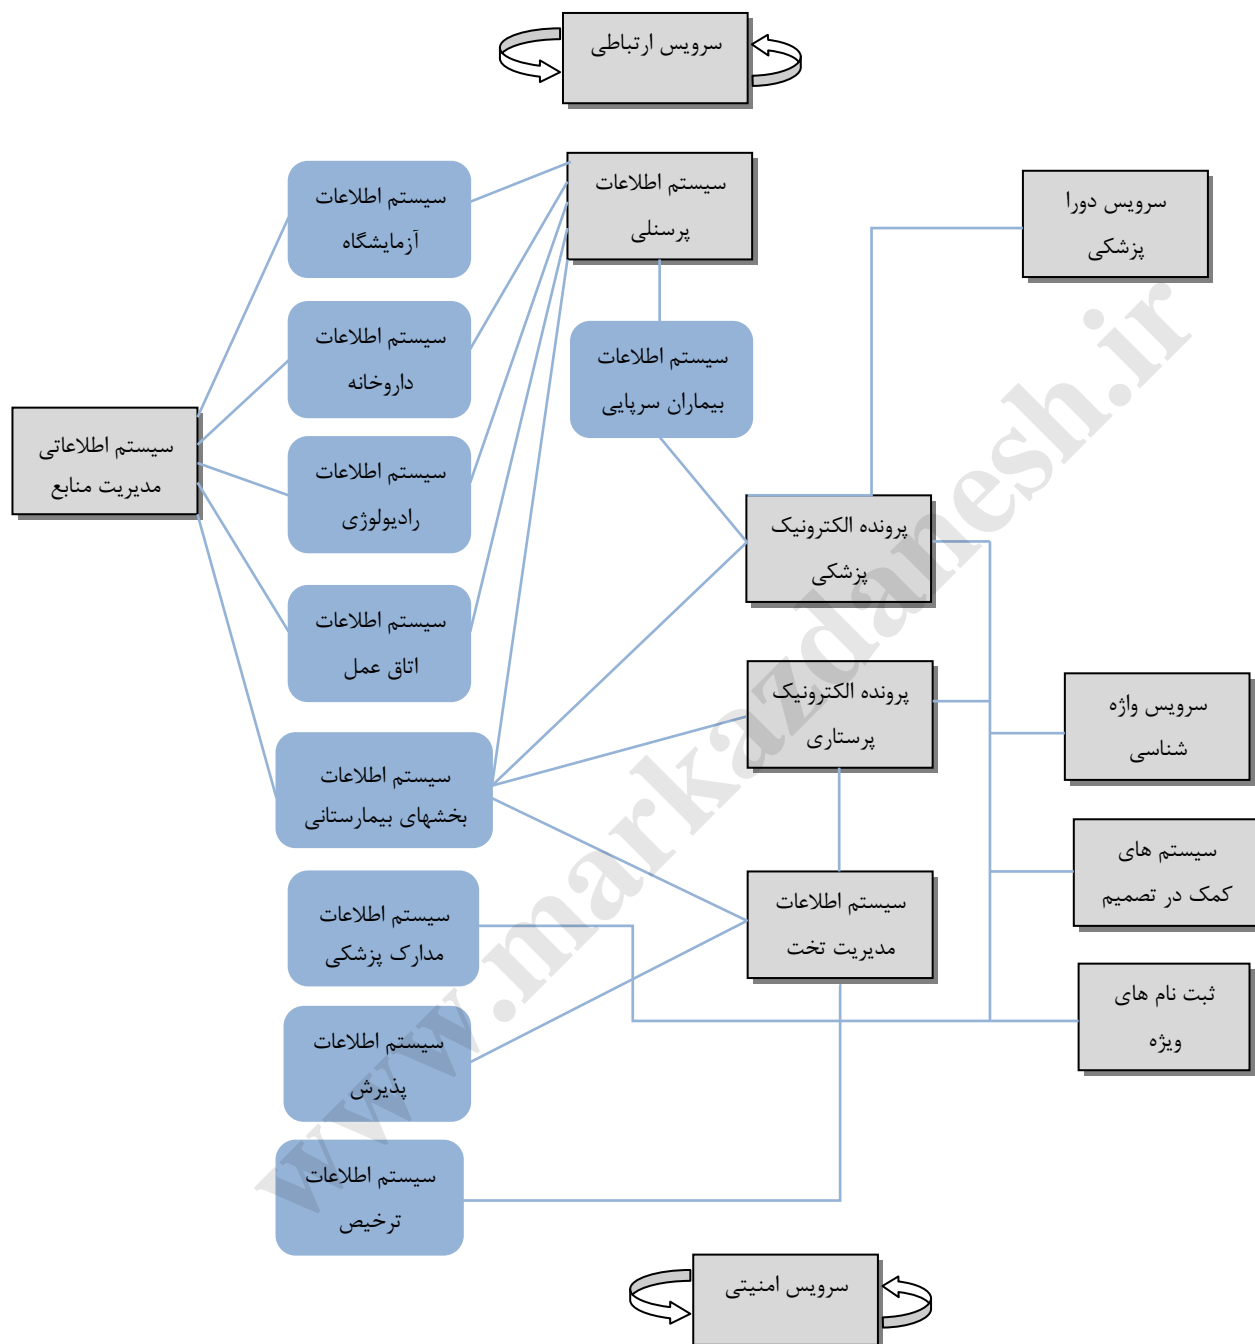 سرویس ارتباطی
سیستم اطلاعات
پرسنلی
سرویس دورا
پزشکی
سیستم اطلاعات
آزمایشگاه
سیستم اطلاعات
داروخانه
سیستم اطلاعات
بیماران سرپایی
سیستم اطلاعاتی
مدیریت منابع
سیستم اطلاعات
رادیولوژی
پرونده الکترونیک
پزشکی
سیستم اطلاعات
اتاق عمل
پرونده الکترونیک
پرستاری
سرویس واژه
شناسی
سیستم اطلاعات
بخشهای بیمارستانی
سیستم های
کمک در تصمیم
سیستم اطلاعات
مدیریت تخت
سیستم اطلاعات
مدارک پزشکی
ثبت نام های
ویژه
سیستم اطلاعات
پذیرش
سیستم اطلاعات
ترخیص
سرویس امنیتی
www.markazdanesh.ir